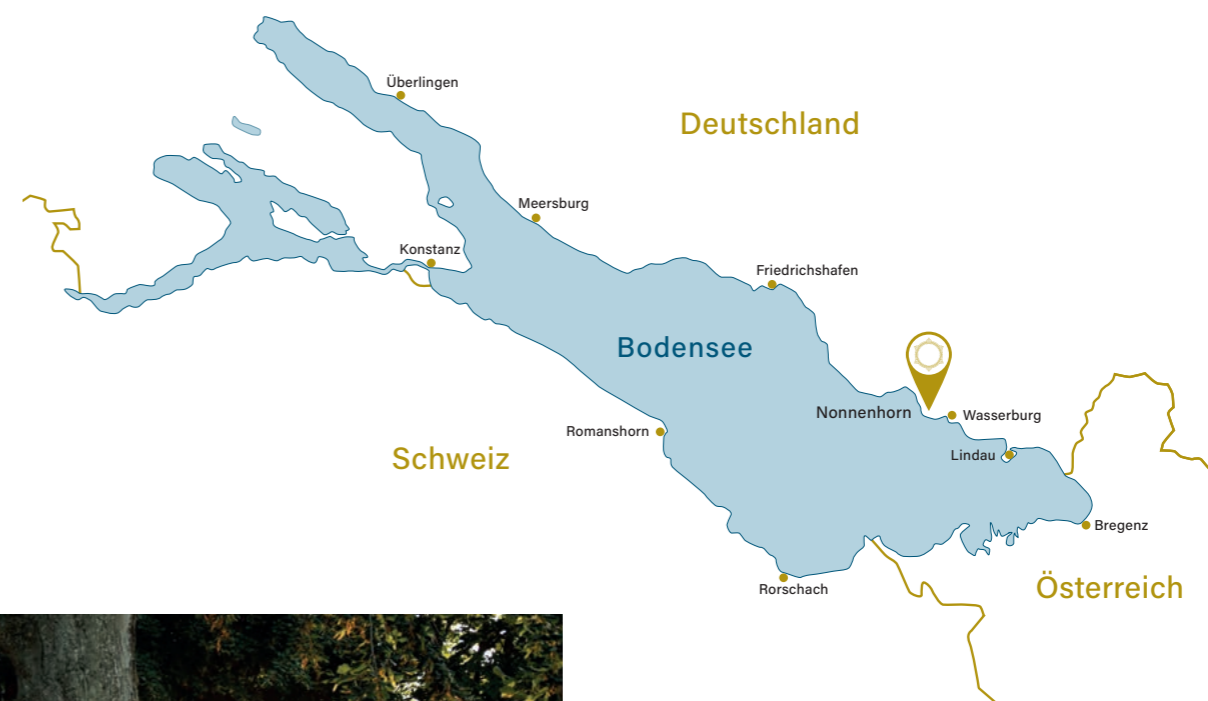 Überlingen
Deutschland
Meersburg
Konstanz
Friedrichshafen
Bodensee
Nonnenhorn
Wasserburg
Romanshorn
Schweiz
Lindau
Bregenz
Österreich
Rorschach